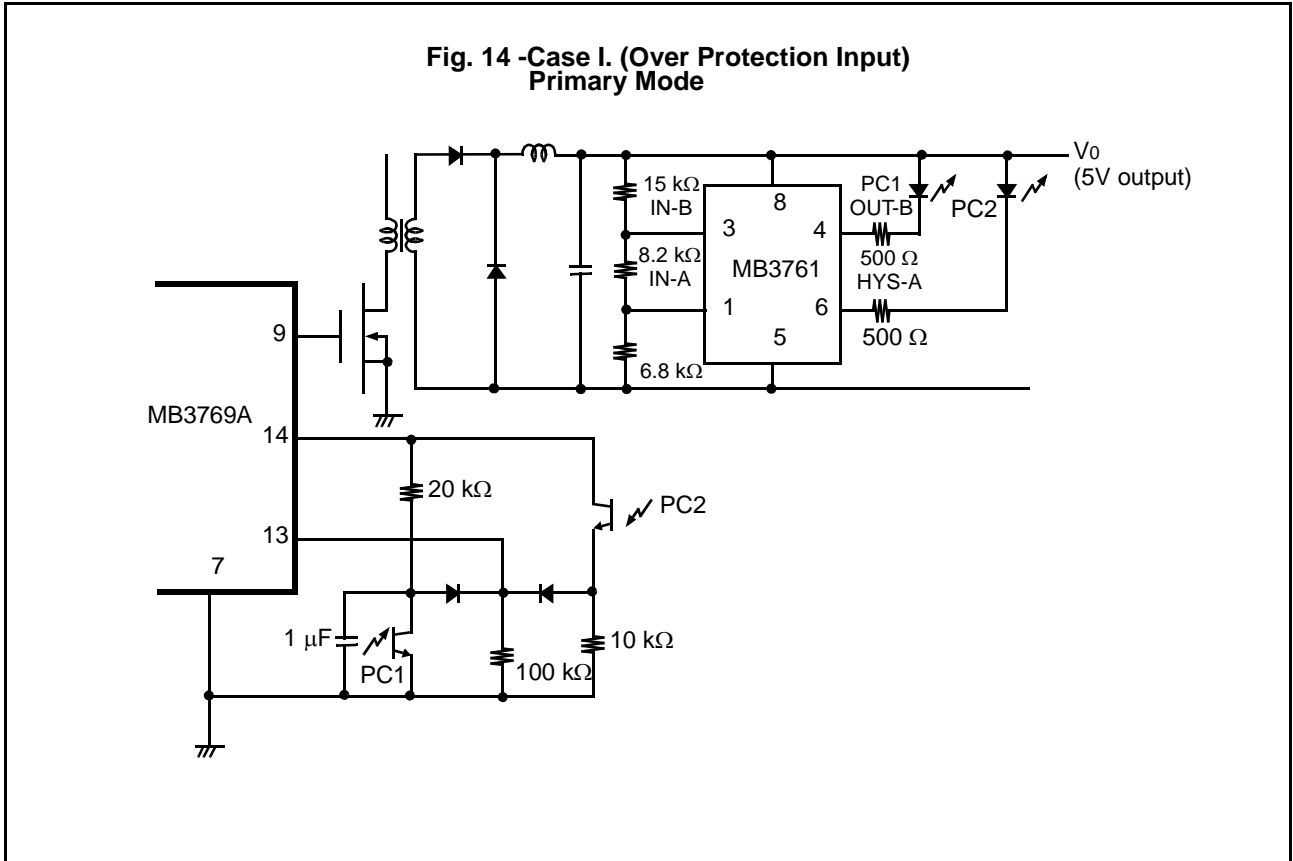 Fig. 14 -Case I. (Over Protection Input)
Primary Mode
V0
(5V output)
15 kΩ
IN-B
8.2 kΩ
IN-A
6.8 kΩ
8
3
4
MB3761
1
6
5
PC1
OUT-B
PC2
500 Ω
HYS-A
500 Ω
9
MB3769A
14
13
7
20 kΩ
PC2
1 μF
PC1
100 kΩ
10 kΩ